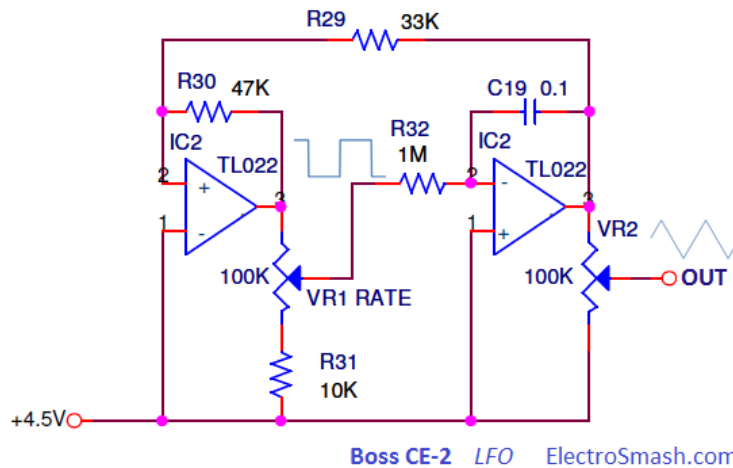 R29 33K
R30 47K
C19 0.1
IC2
TL022
R32
1M
IC2
TL022
2
+
3
1
-
2
-
3
1
+
VR2
100K
VR1 RATE
100K
OUT
R31
10K
+4.5V
Boss CE-2 LFO ElectroSmash.com